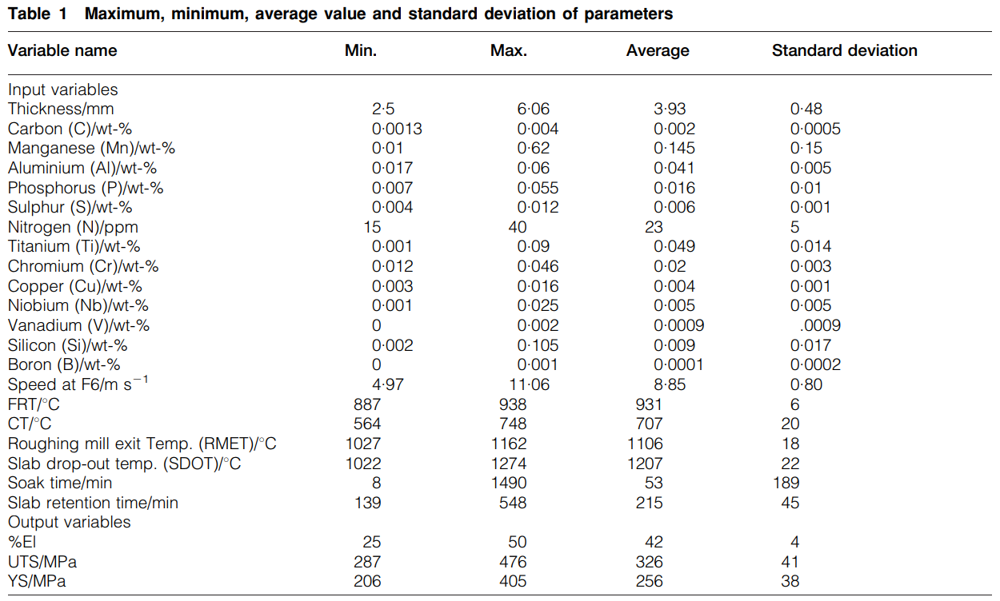 Table 1 Maximum, minimum, average value and standard deviation of parameters
Variable name Min. Max. Average Standard deviation
Input variables
Thickness/mm 2·5 6·06 3·93 0·48
Carbon (C)/wt-% 0·0013 0·004 0·002 0·0005
Manganese (Mn)/wt-% 0·01 0·62 0·145 0·15
Aluminium (Al)/wt-% 0·017 0·06 0·041 0·005
Phosphorus (P)/wt-% 0·007 0·055 0·016 0·01
Sulphur (S)/wt-% 0·004 0·012 0·006 0·001
Nitrogen (N)/ppm 15 40 23 5
Titanium (Ti)/wt-% 0·001 0·09 0·049 0·014
Chromium (Cr)/wt-% 0·012 0·046 0·02 0·003
Copper (Cu)/wt-% 0·003 0·016 0·004 0·001
Niobium (Nb)/wt-% 0·001 0·025 0·005 0·005
Vanadium (V)/wt-% 0 0·002 0·0009 .0009
Silicon (Si)/wt-% 0·002 0·105 0·009 0·017
Boron (B)/wt-% 0 0·001 0·0001 0·0002
Speed at F6/m s⁻¹ 4·97 11·06 8·85 0·80
FRT/°C 887 938 931 6
CT/°C 564 748 707 20
Roughing mill exit Temp. (RMET)/°C 1027 1162 1106 18
Slab drop-out temp. (SDOT)/°C 1022 1274 1207 22
Soak time/min 8 1490 53 189
Slab retention time/min 139 548 215 45
Output variables
%El 25 50 42 4
UTS/MPa 287 476 326 41
YS/MPa 206 405 256 38